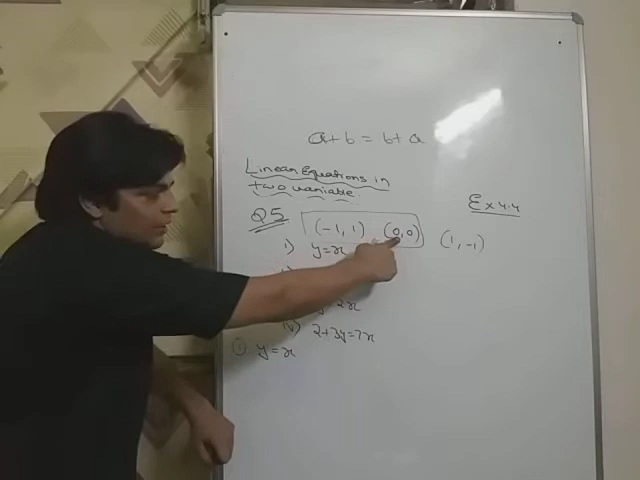 a+b = b+a
Linear Equations in
two variable
Ex 4.4
Q5 (-1, 1) (0,0) (1, -1)
i) y=x
2x
iv) 2+3y=7x
(i) y=x